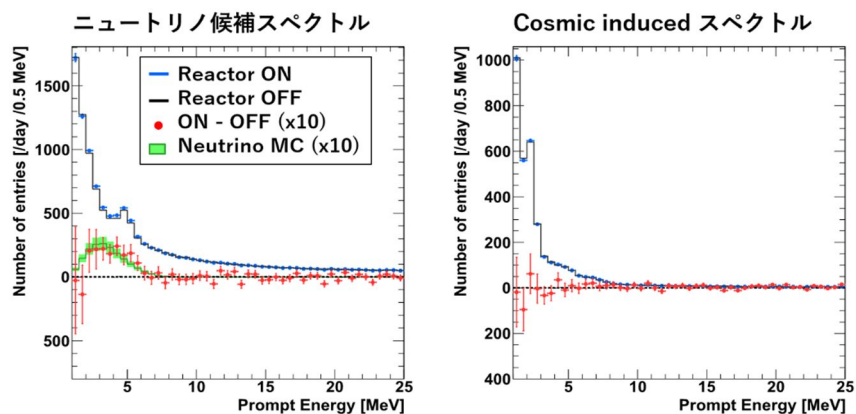 ニュートリノ候補スペクトル
Number of entries [/day /0.5 MeV]
1500
1000
500
0
500
Reactor ON
Reactor OFF
ON - OFF (x10)
Neutrino MC (x10)
5 10 15 20 25
Prompt Energy [MeV]
Cosmic induced スペクトル
Number of entries [/day /0.5 MeV]
1000
800
600
400
200
0
200
400
5 10 15 20 25
Prompt Energy [MeV]